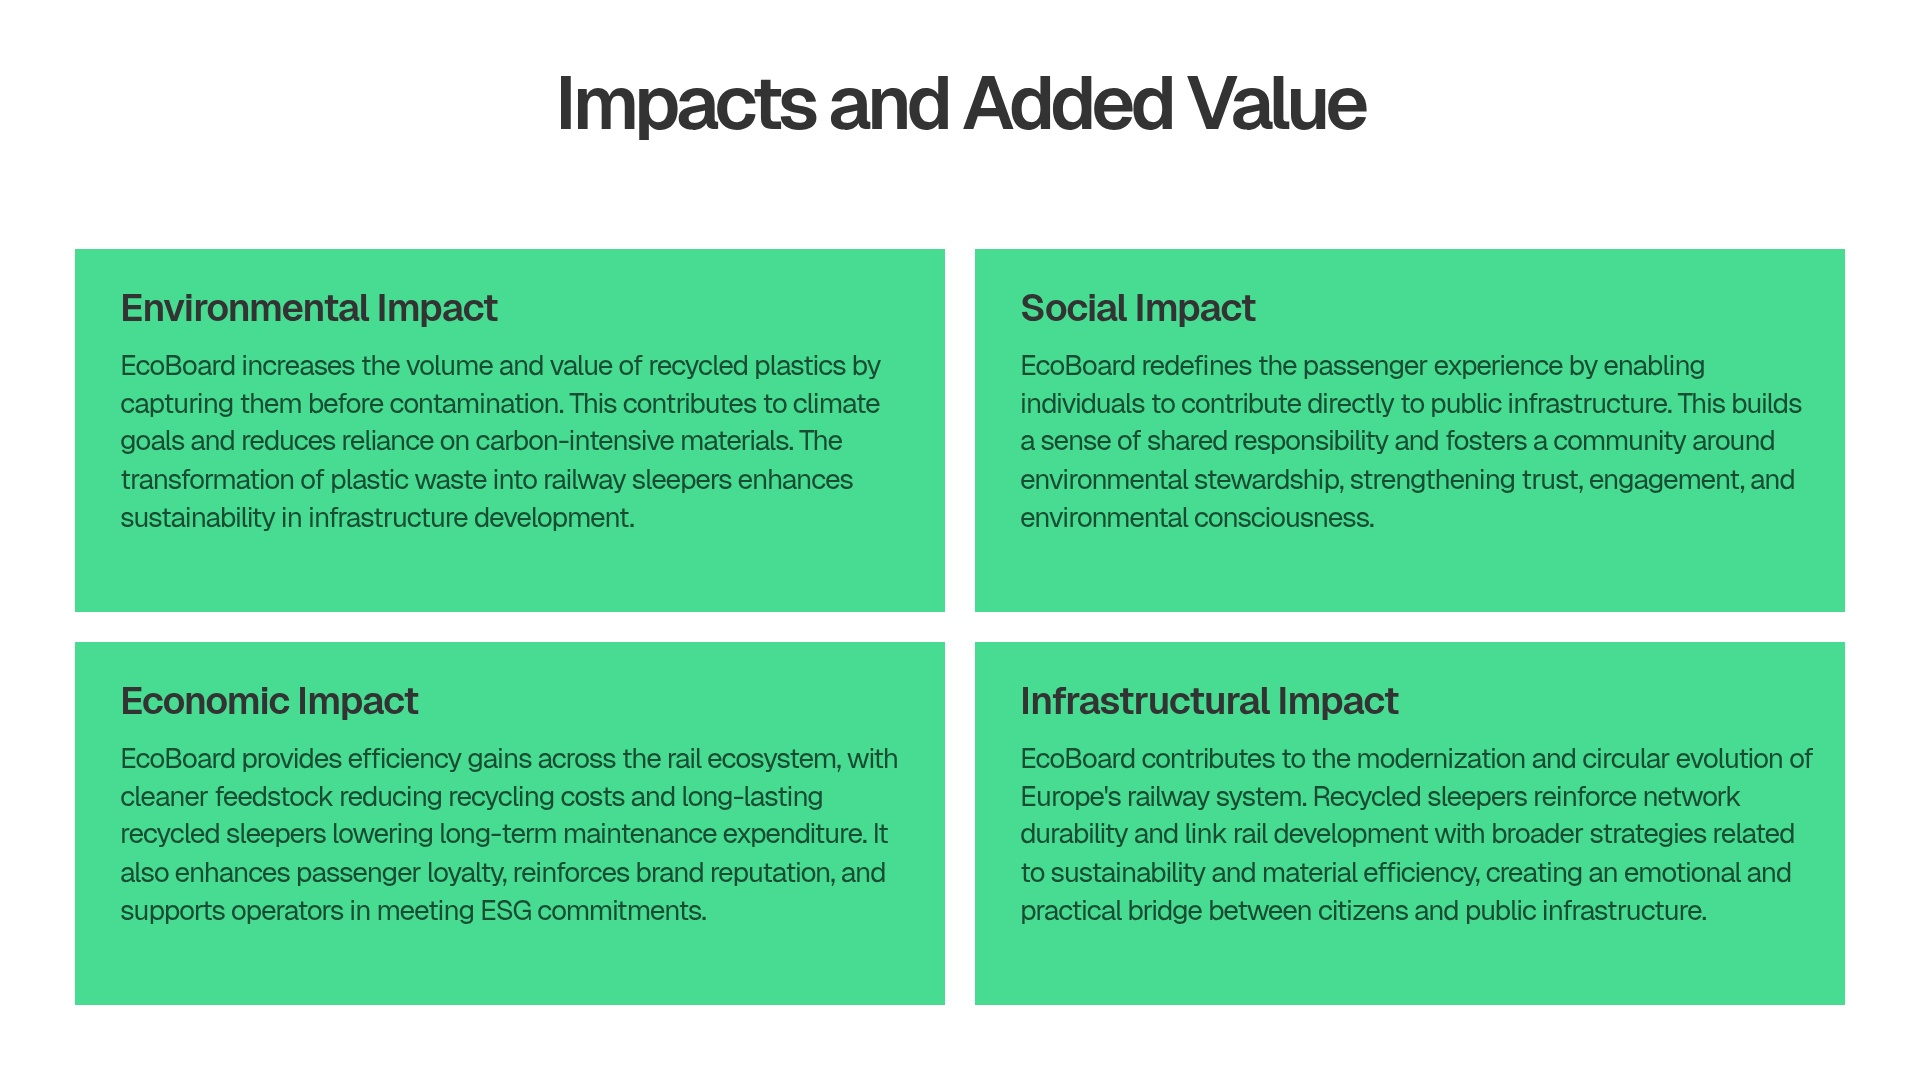 Impacts and Added Value
Environmental Impact
EcoBoard increases the volume and value of recycled plastics by
capturing them before contamination. This contributes to climate
goals and reduces reliance on carbon-intensive materials. The
transformation of plastic waste into railway sleepers enhances
sustainability in infrastructure development.
Social Impact
EcoBoard redefines the passenger experience by enabling
individuals to contribute directly to public infrastructure. This builds
a sense of shared responsibility and fosters a community around
environmental stewardship, strengthening trust, engagement, and
environmental consciousness.
Economic Impact
EcoBoard provides efficiency gains across the rail ecosystem, with
cleaner feedstock reducing recycling costs and long-lasting
recycled sleepers lowering long-term maintenance expenditure. It
also enhances passenger loyalty, reinforces brand reputation, and
supports operators in meeting ESG commitments.
Infrastructural Impact
EcoBoard contributes to the modernization and circular evolution of
Europe's railway system. Recycled sleepers reinforce network
durability and link rail development with broader strategies related
to sustainability and material efficiency, creating an emotional and
practical bridge between citizens and public infrastructure.